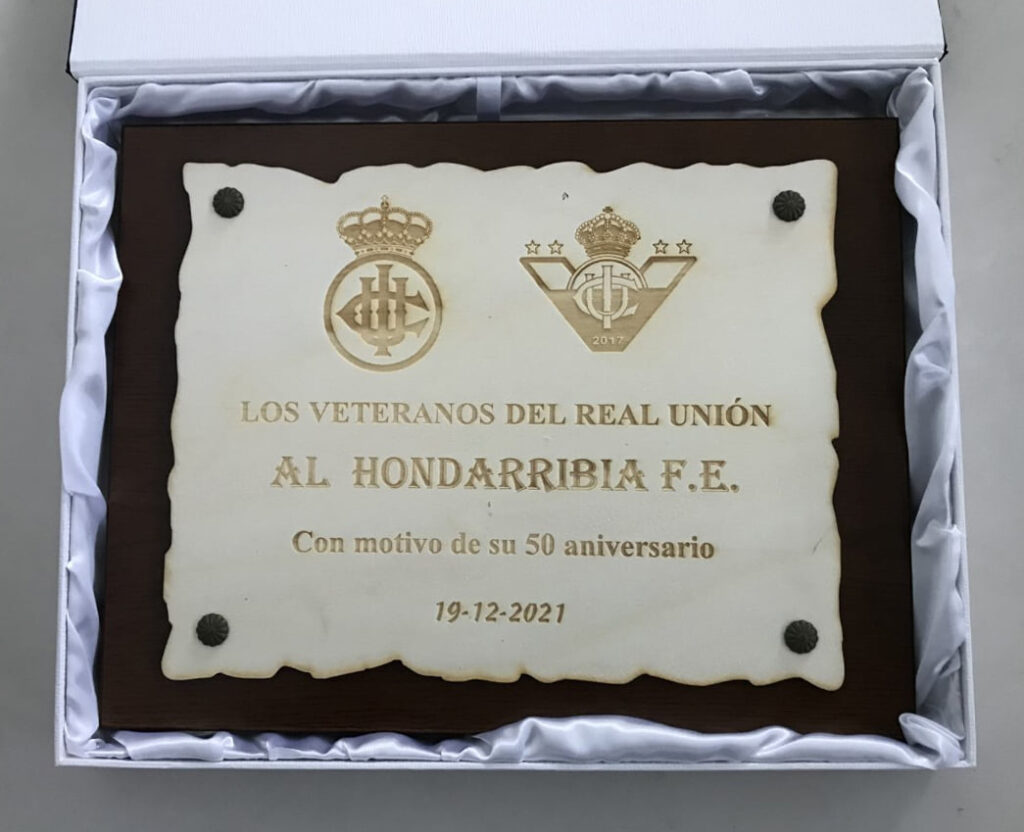 2017
LOS VETERANOS DEL REAL UNIÓN
AL HONDARRIBIA F.E.
Con motivo de su 50 aniversario
19-12-2021